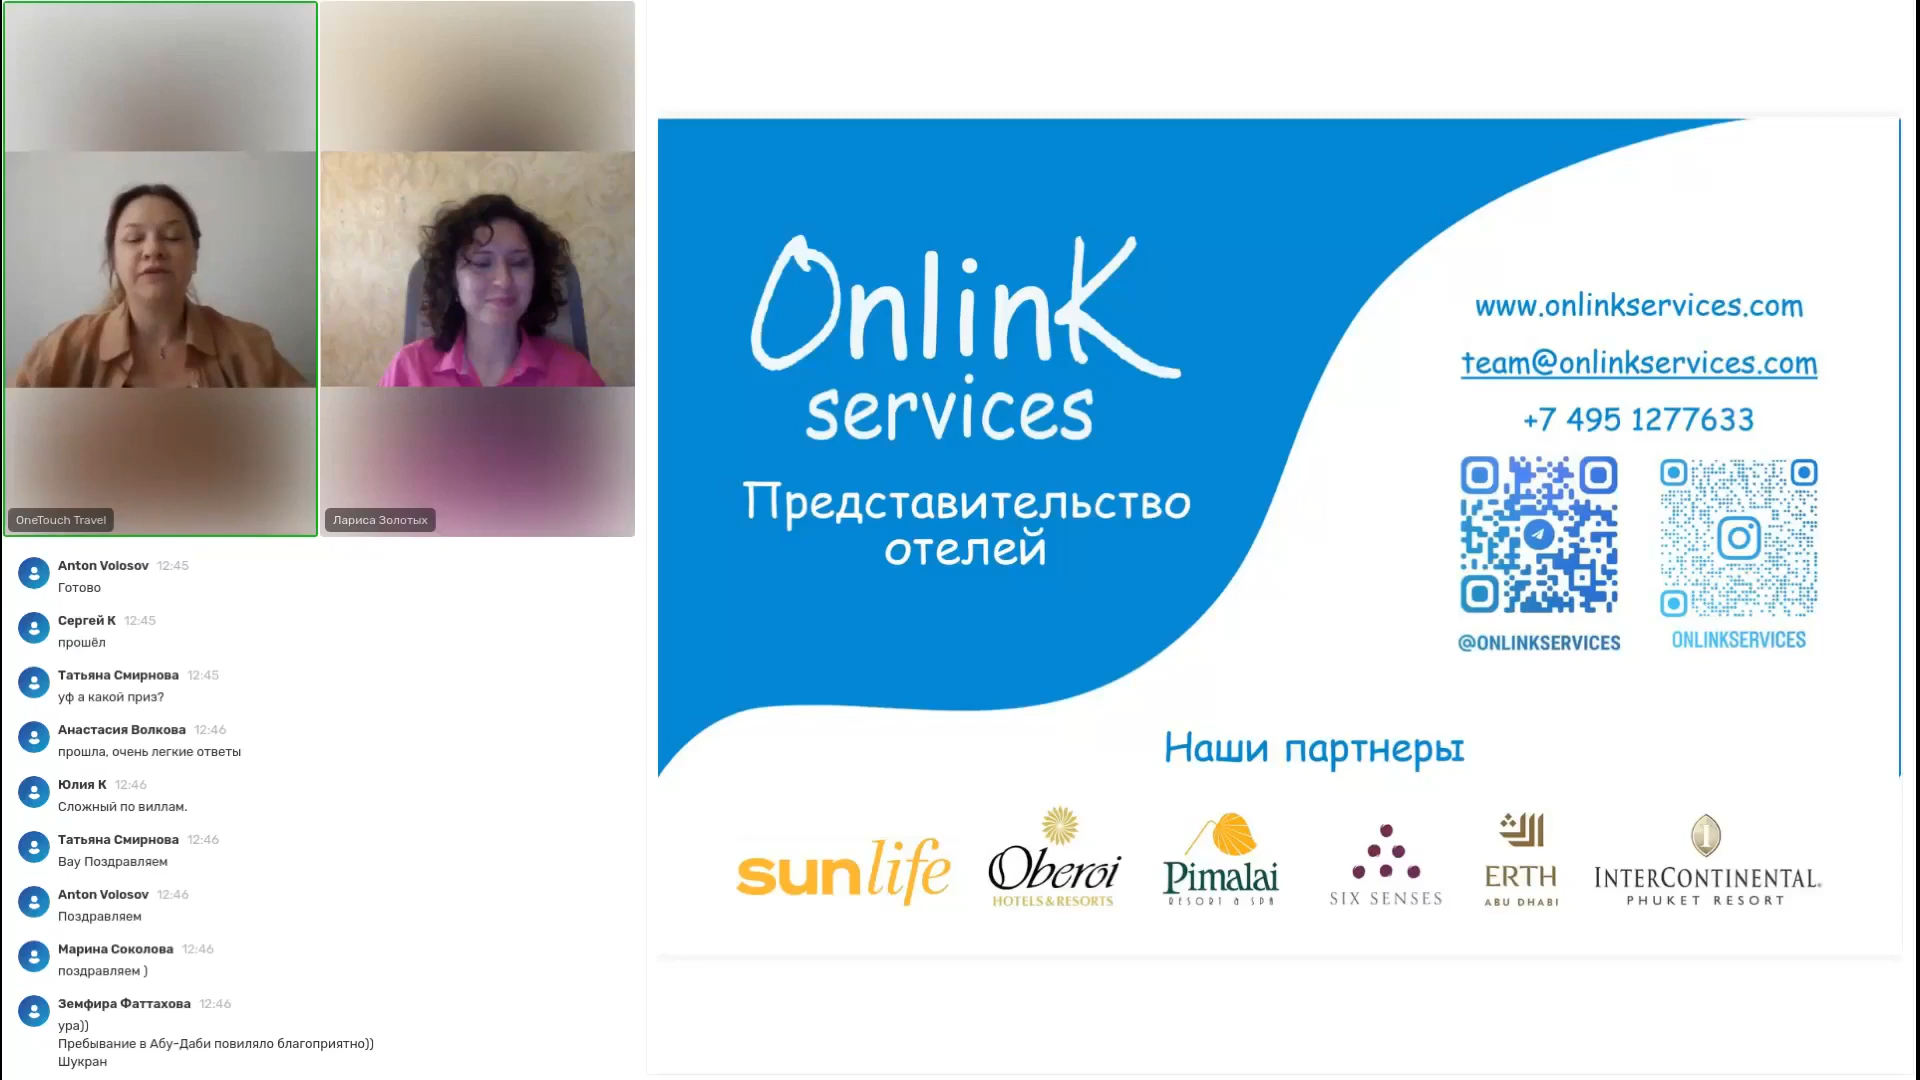 OneTouch Travel
Лариса Золотых
Anton Volosov 12:45
Готово
Сергей К 12:45
прошёл
Татьяна Смирнова 12:45
уф а какой приз?
Анастасия Волкова 12:46
прошла, очень легкие ответы
Юлия К 12:46
Сложный по виллам.
Татьяна Смирнова 12:46
Вау Поздравляем
Anton Volosov 12:46
Поздравляем
Марина Соколова 12:46
поздравляем )
Земфира Фаттахова 12:46
ура))
Пребывание в Абу-Даби повиляло благоприятно))
Шукран
Onlink
services
Представительство
отелей
www.onlinkservices.com
team@onlinkservices.com
+7 495 1277633
@ONLINKSERVICES
ONLINKSERVICES
Наши партнеры
sunlife
Oberoi
HOTELS & RESORTS
Pimalai
RESORT & SPA
SIX SENSES
ERTH
ABU DHABI
INTERCONTINENTAL®
PHUKET RESORT